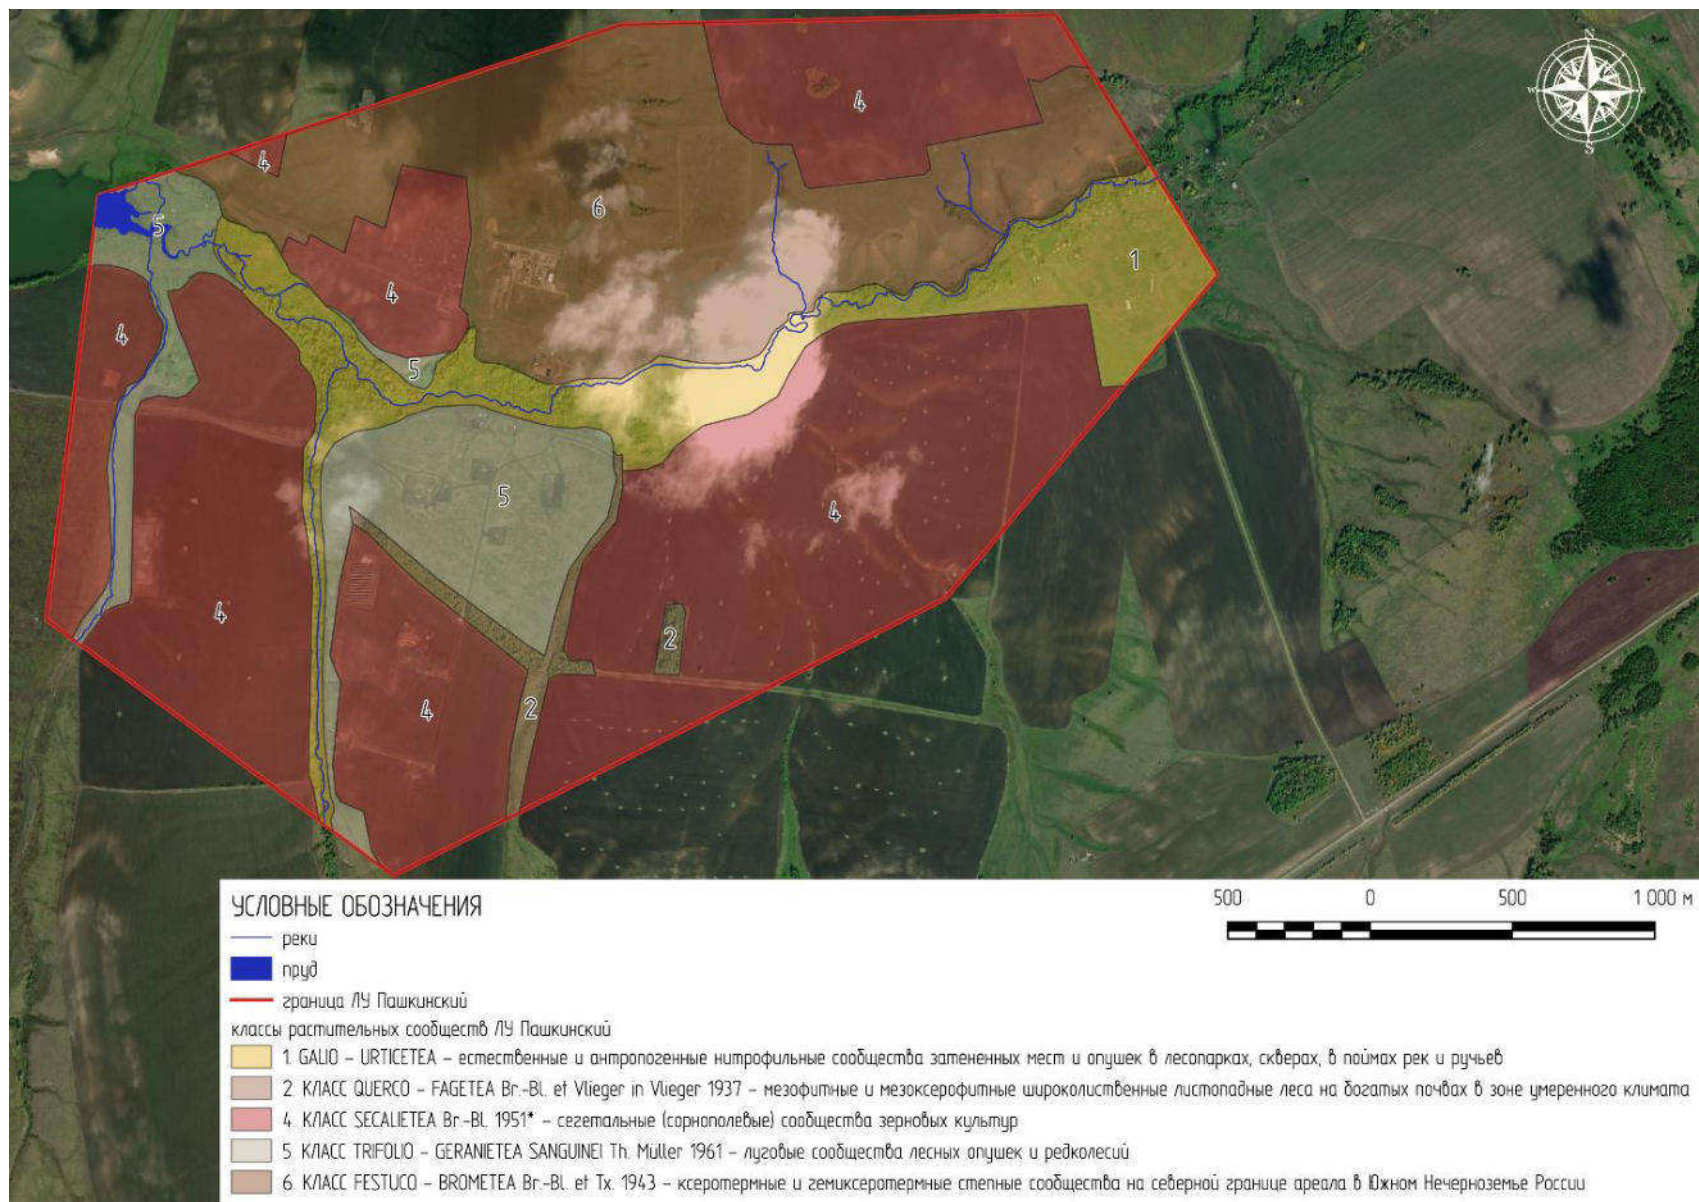 N
W E
S
4
4
6
5
1
4
4
5
5
4
4
2
4
2
УСЛОВНЫЕ ОБОЗНАЧЕНИЯ
500 0 500 1 000 м
реки
пруд
граница ЛУ Пашкинский
классы растительных сообществ ЛУ Пашкинский
1. GALIO – URTICETEA – естественные и антропогенные нитрофильные сообщества затененных мест и опушек в лесопарках, скверах, в поймах рек и ручьев
2 КЛАСС QUERCO – FAGETEA Br.-Bl. et Vlieger in Vlieger 1937 – мезофитные и мезоксерофитные широколиственные листопадные леса на богатых почвах в зоне умеренного климата
4. КЛАСС SECALIETEA Br.-Bl. 1951* – сегетальные (сорнополевые) сообщества зерновых культур
5 КЛАСС TRIFOLIO – GERANIETEA SANGUINEI Th. Müller 1961 – луговые сообщества лесных опушек и редколесий
6 КЛАСС FESTUCO – BROMETEA Br.-Bl. et Tx. 1943 – ксеротермные и гемиксеротермные степные сообщества на северной границе ареала в Южном Нечерноземье России